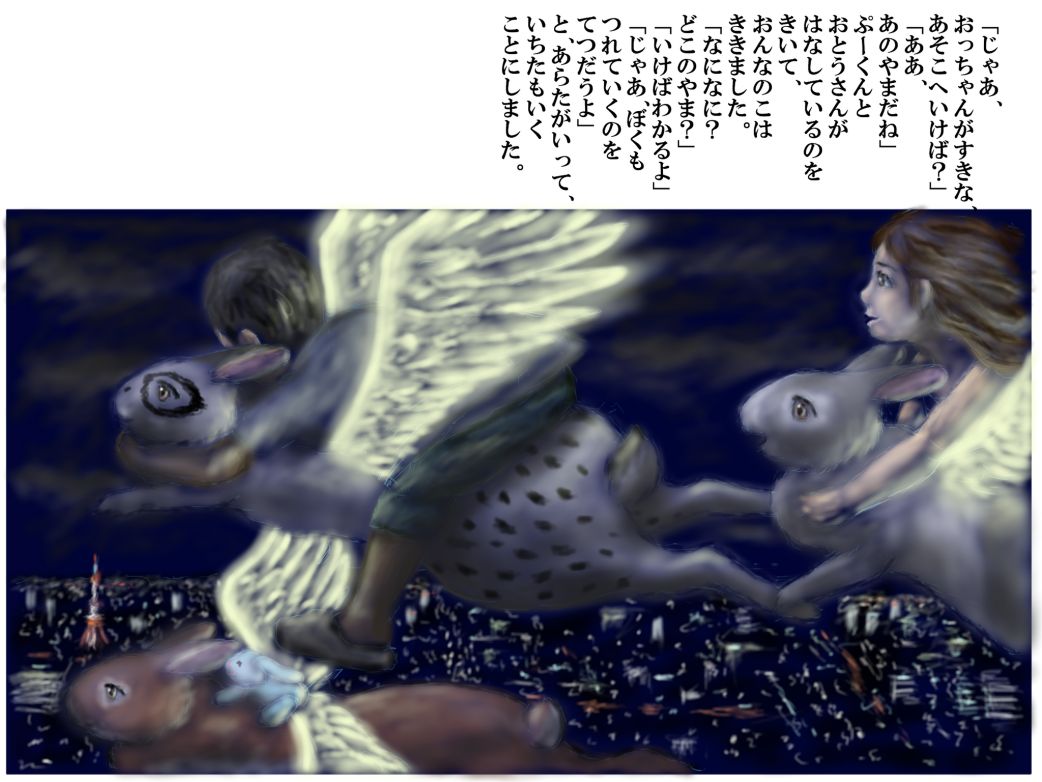 「じゃあ、
おっちゃんがすきな、
あそこへいけば？」
「ああ、
あのやまだね」
ぷーくんと
おとうさんが
はなしているのを
きいて、
おんなのこは
ききました。
「なになに？
どこのやま？」
「いけばわかるよ」
「じゃあ、ぼくも
つれていくのを
てつだうよ」
と、あらたがいって、
いちたもいく
ことにしました。